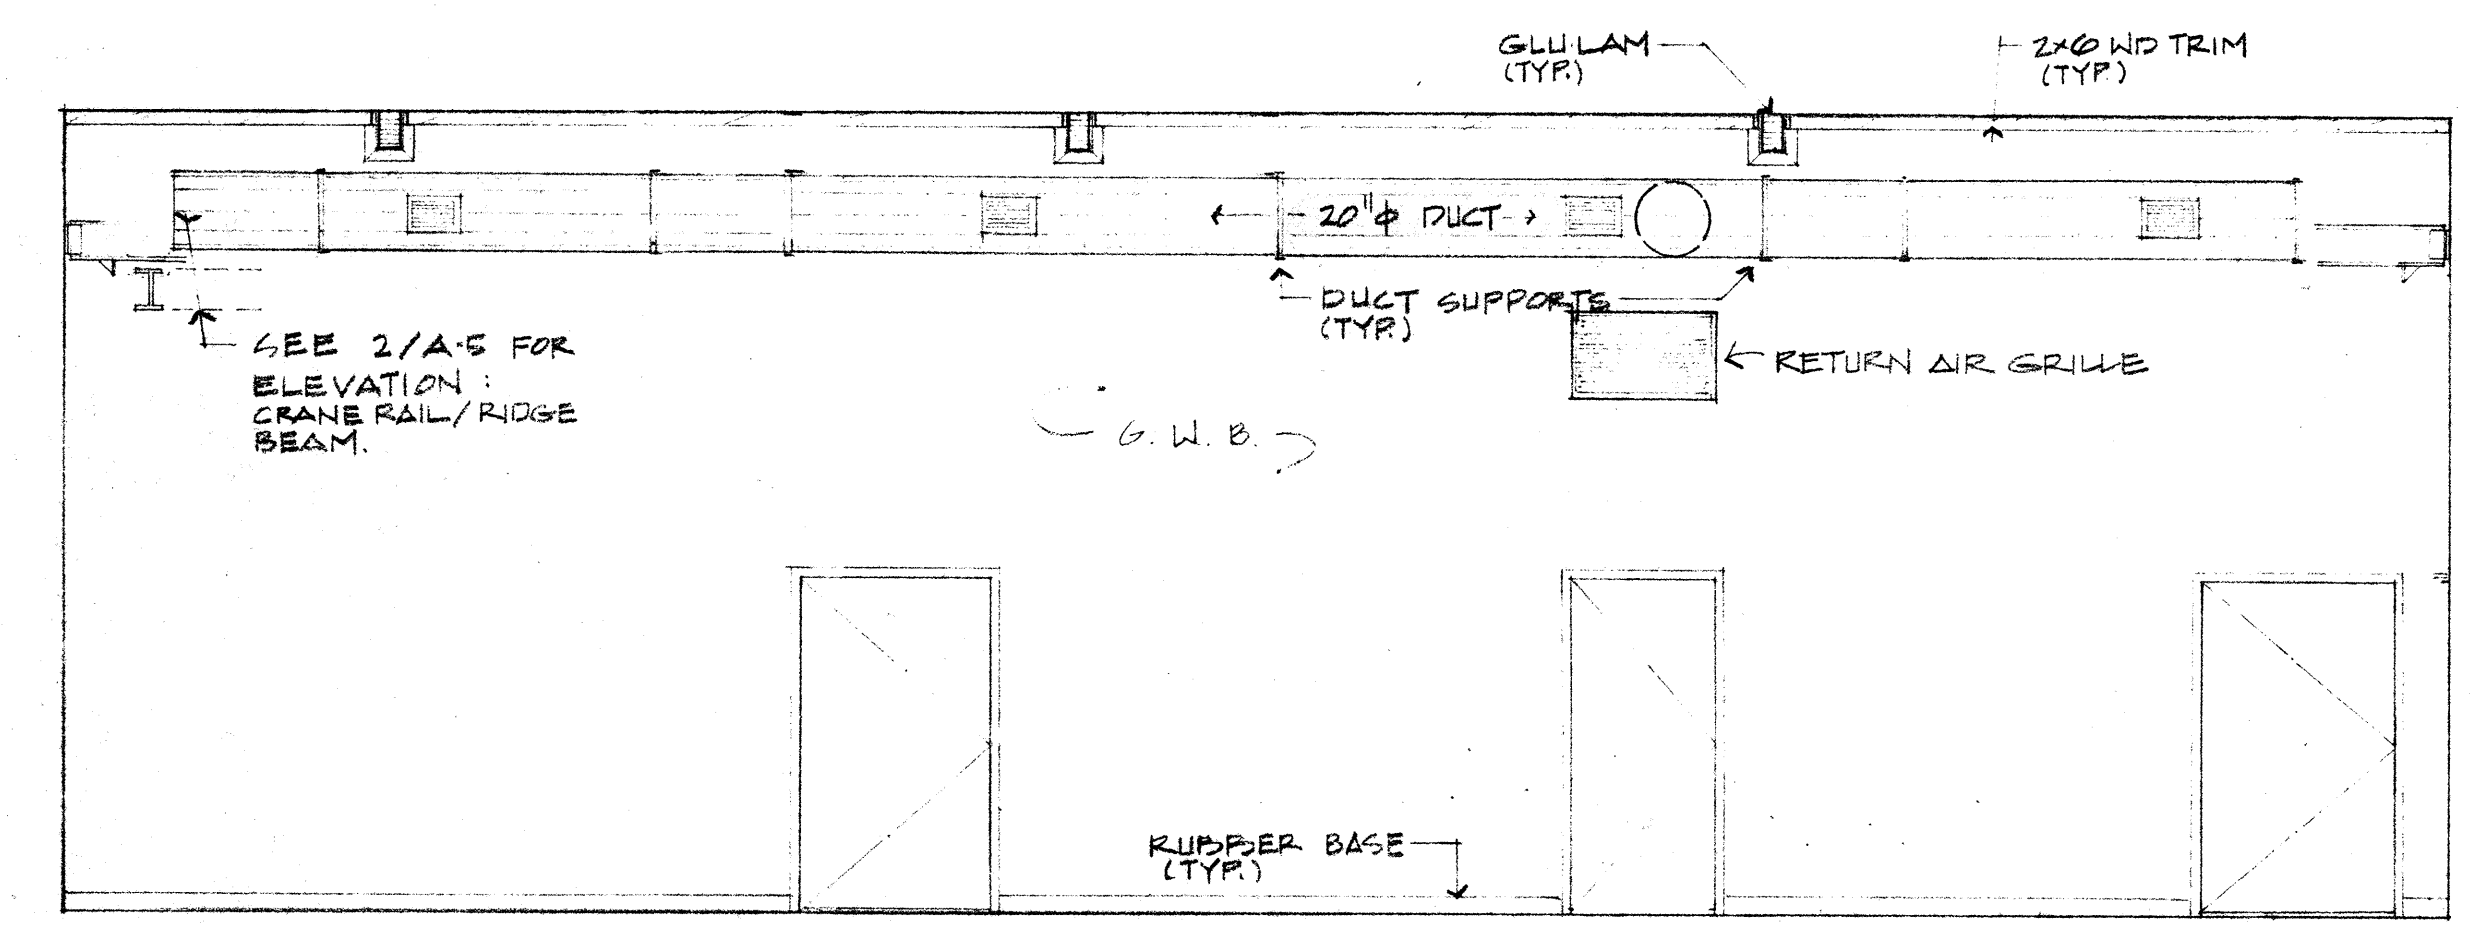 GLU-LAM
(TYP.)
2x6 WD TRIM
(TYP.)
20"φ DUCT
DUCT SUPPORTS
(TYP.)
SEE 2/A-5 FOR
ELEVATION :
CRANE RAIL/RIDGE
BEAM.
RETURN AIR GRILLE
G. W. B.
RUBBER BASE
(TYP.)